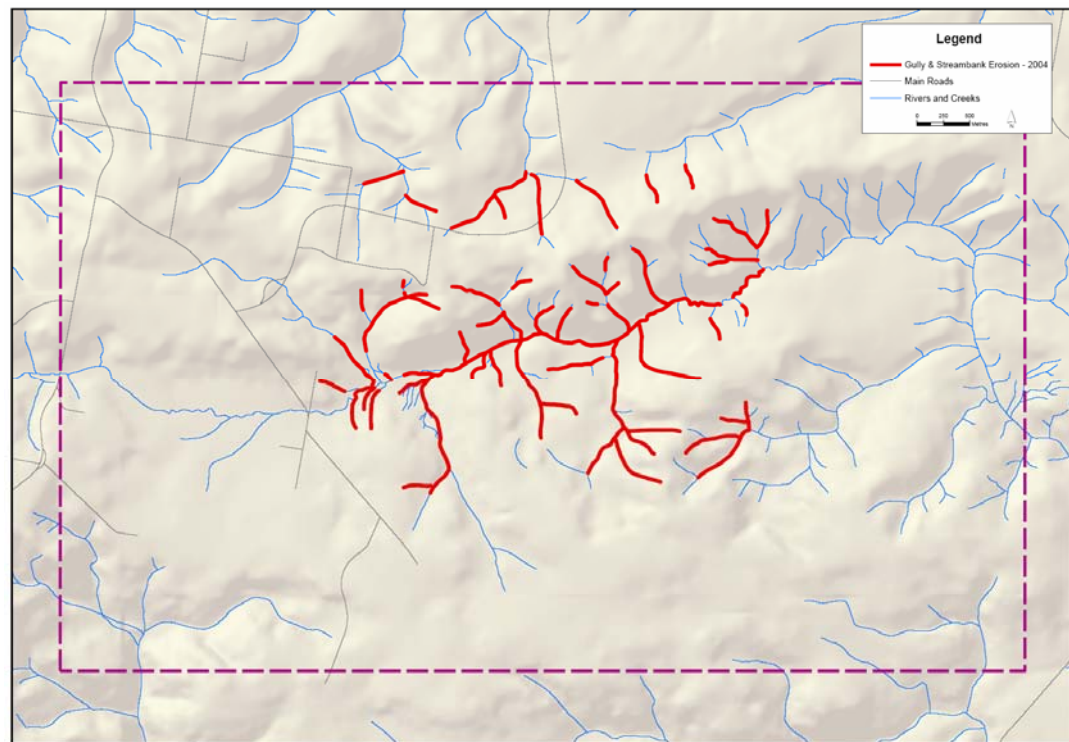 Legend
Gully & Streambank Erosion - 2004
Main Roads
Rivers and Creeks
0 250 500
Metres
N